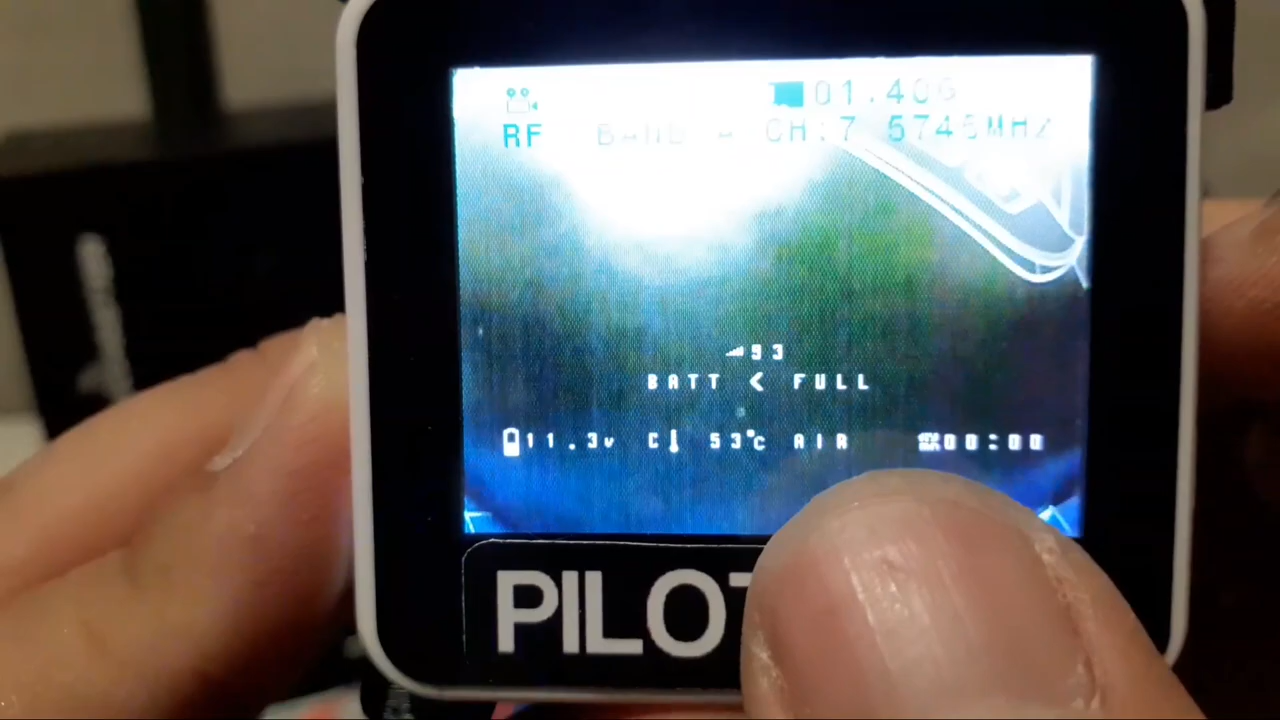 01.40G
RF BAND A CH:7 5745MHz
93
BATT < FULL
11.3v C 53°C AIR 00:00
PILOT